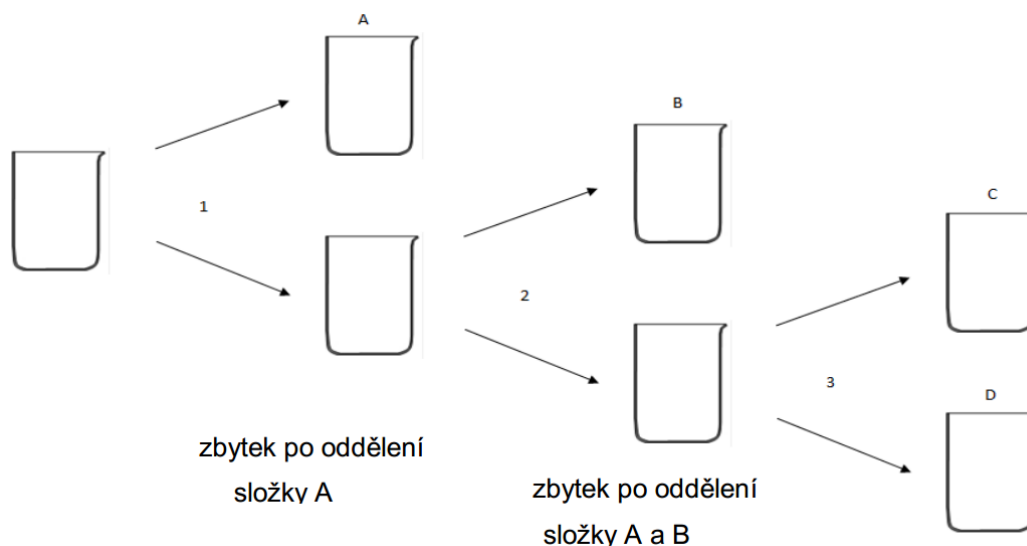 A
B
C
1
2
3
D
zbytek po oddělení
složky A
zbytek po oddělení
složky A a B